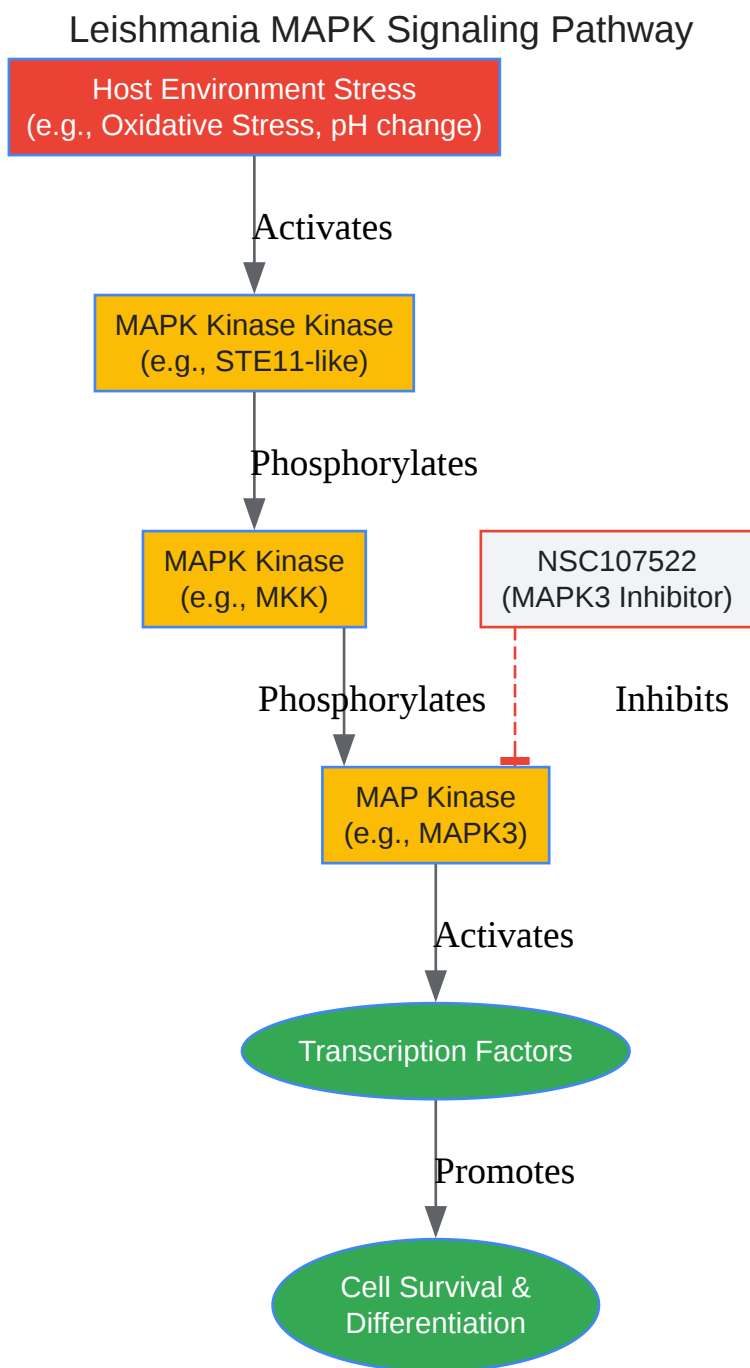 Leishmania MAPK Signaling Pathway
Host Environment Stress
(e.g., Oxidative Stress, pH change)
Activates
MAPK Kinase Kinase
(e.g., STE11-like)
Phosphorylates
MAPK Kinase
(e.g., MKK)
NSC107522
(MAPK3 Inhibitor)
Phosphorylates
Inhibits
MAP Kinase
(e.g., MAPK3)
Activates
Transcription Factors
Promotes
Cell Survival &
Differentiation